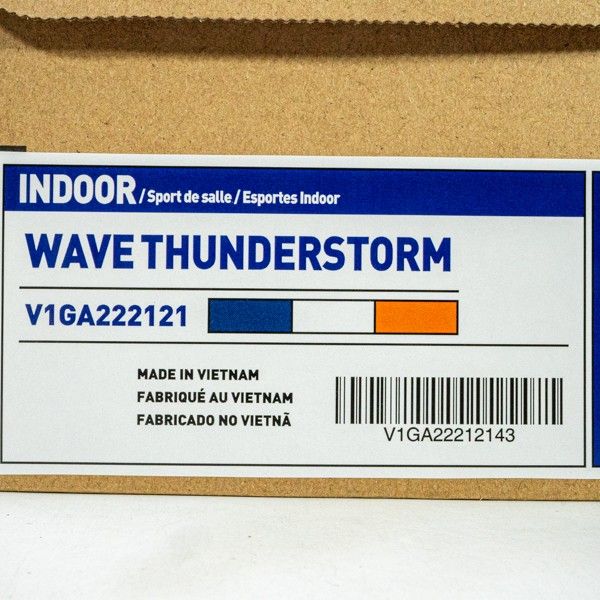 INDOOR / Sport de salle / Esportes Indoor
WAVE THUNDERSTORM
V1GA222121
MADE IN VIETNAM
FABRIQUÉ AU VIETNAM
FABRICADO NO VIETNÃ
V1GA22212143